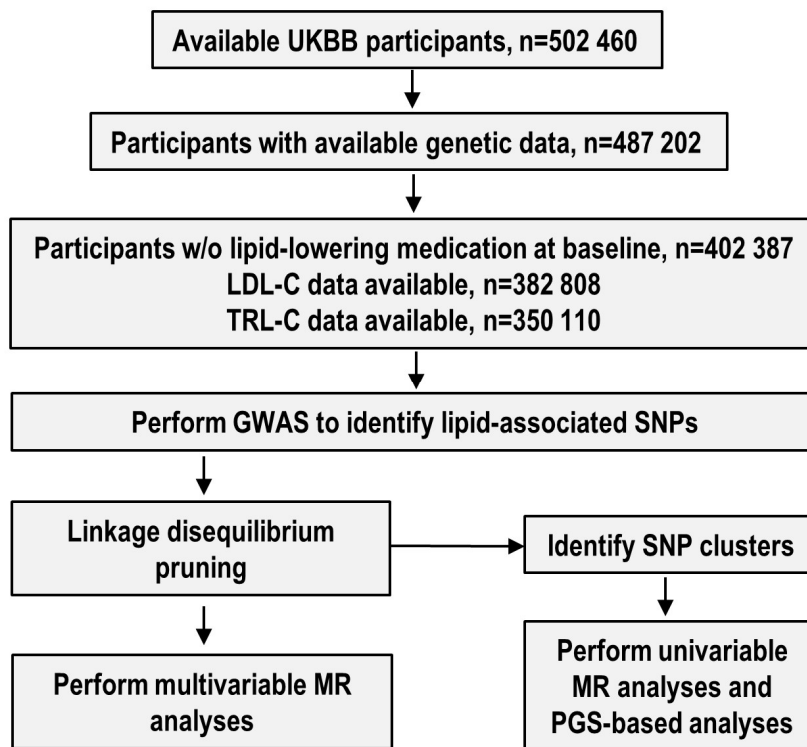 Available UKBB participants, n=502 460
Participants with available genetic data, n=487 202
Participants w/o lipid-lowering medication at baseline, n=402 387
LDL-C data available, n=382 808
TRL-C data available, n=350 110
Perform GWAS to identify lipid-associated SNPs
Linkage disequilibrium
pruning
Identify SNP clusters
Perform multivariable MR
analyses
Perform univariable
MR analyses and
PGS-based analyses